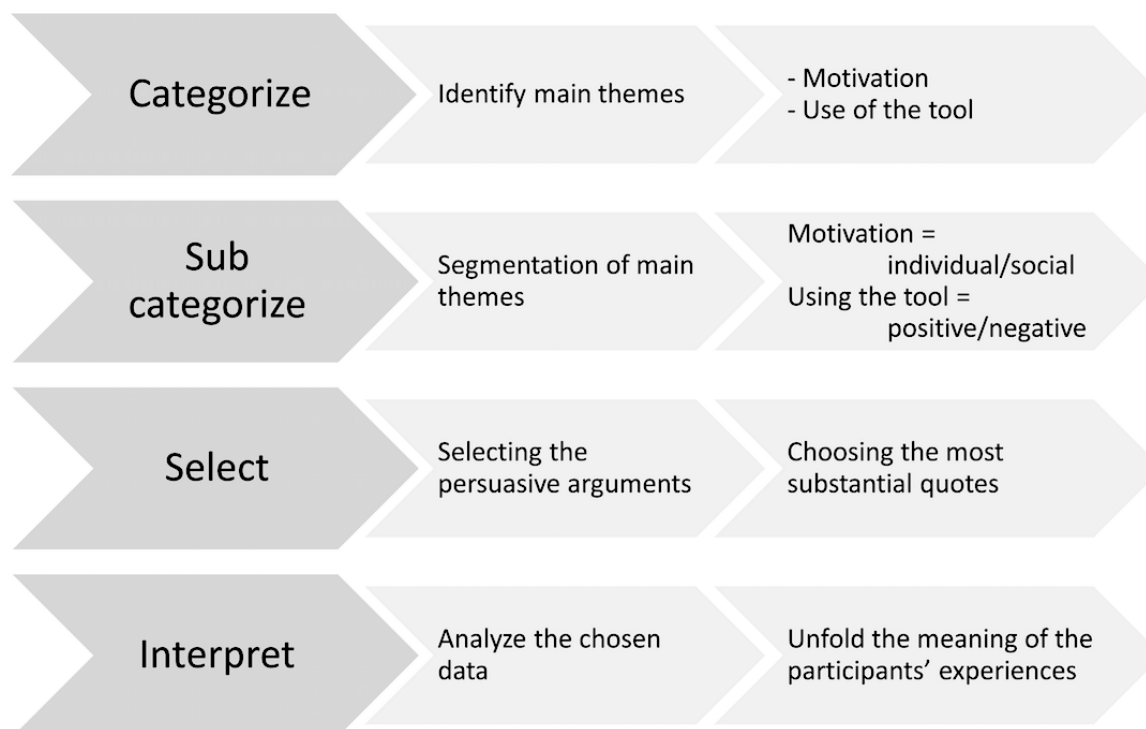 Categorize
Identify main themes
- Motivation
- Use of the tool
Sub
categorize
Segmentation of main
themes
Motivation =
individual/social
Using the tool =
positive/negative
Select
Selecting the
persuasive arguments
Choosing the most
substantial quotes
Interpret
Analyze the chosen
data
Unfold the meaning of the
participants’ experiences